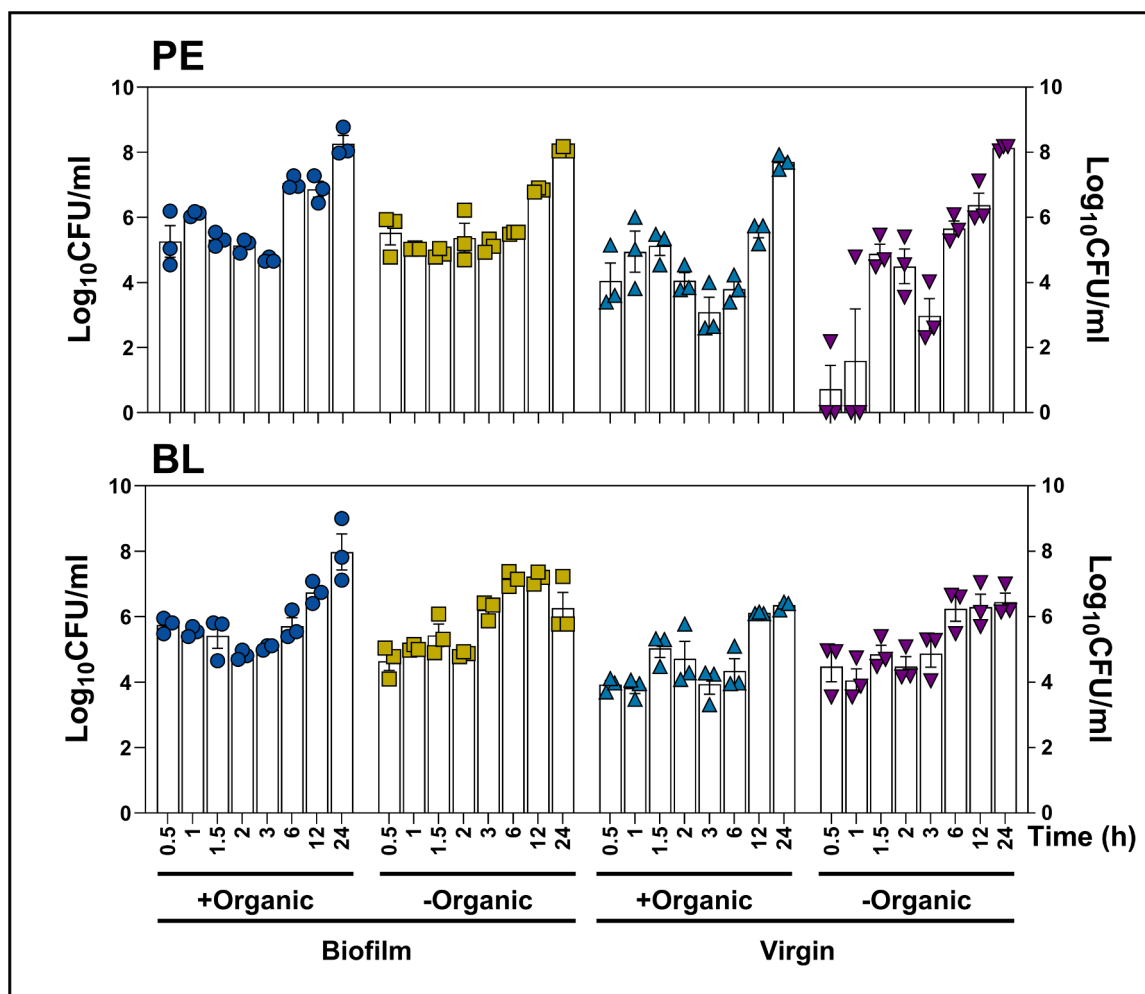 PE
10 8 6 4 2 0
Log₁₀CFU/ml
10 8 6 4 2 0
Log₁₀CFU/ml
BL
10 8 6 4 2 0
Log₁₀CFU/ml
10 8 6 4 2 0
Log₁₀CFU/ml
0.5 1 1.5 2 3 6 12 24 0.5 1 1.5 2 3 6 12 24 0.5 1 1.5 2 3 6 12 24 0.5 1 1.5 2 3 6 12 24 Time (h)
+Organic -Organic +Organic -Organic
Biofilm Virgin